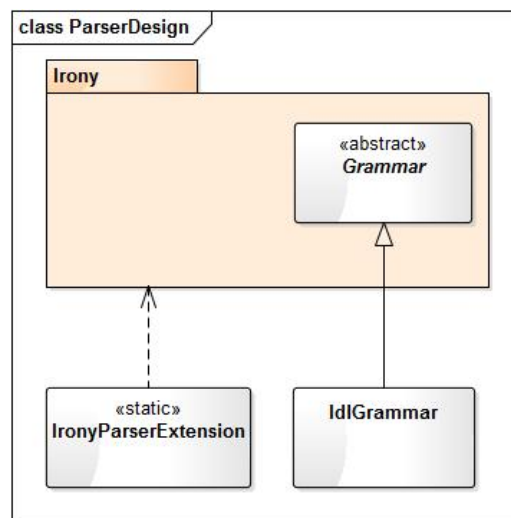 class ParserDesign
Irony
«abstract»
Grammar
«static»
IronyParserExtension
IdlGrammar